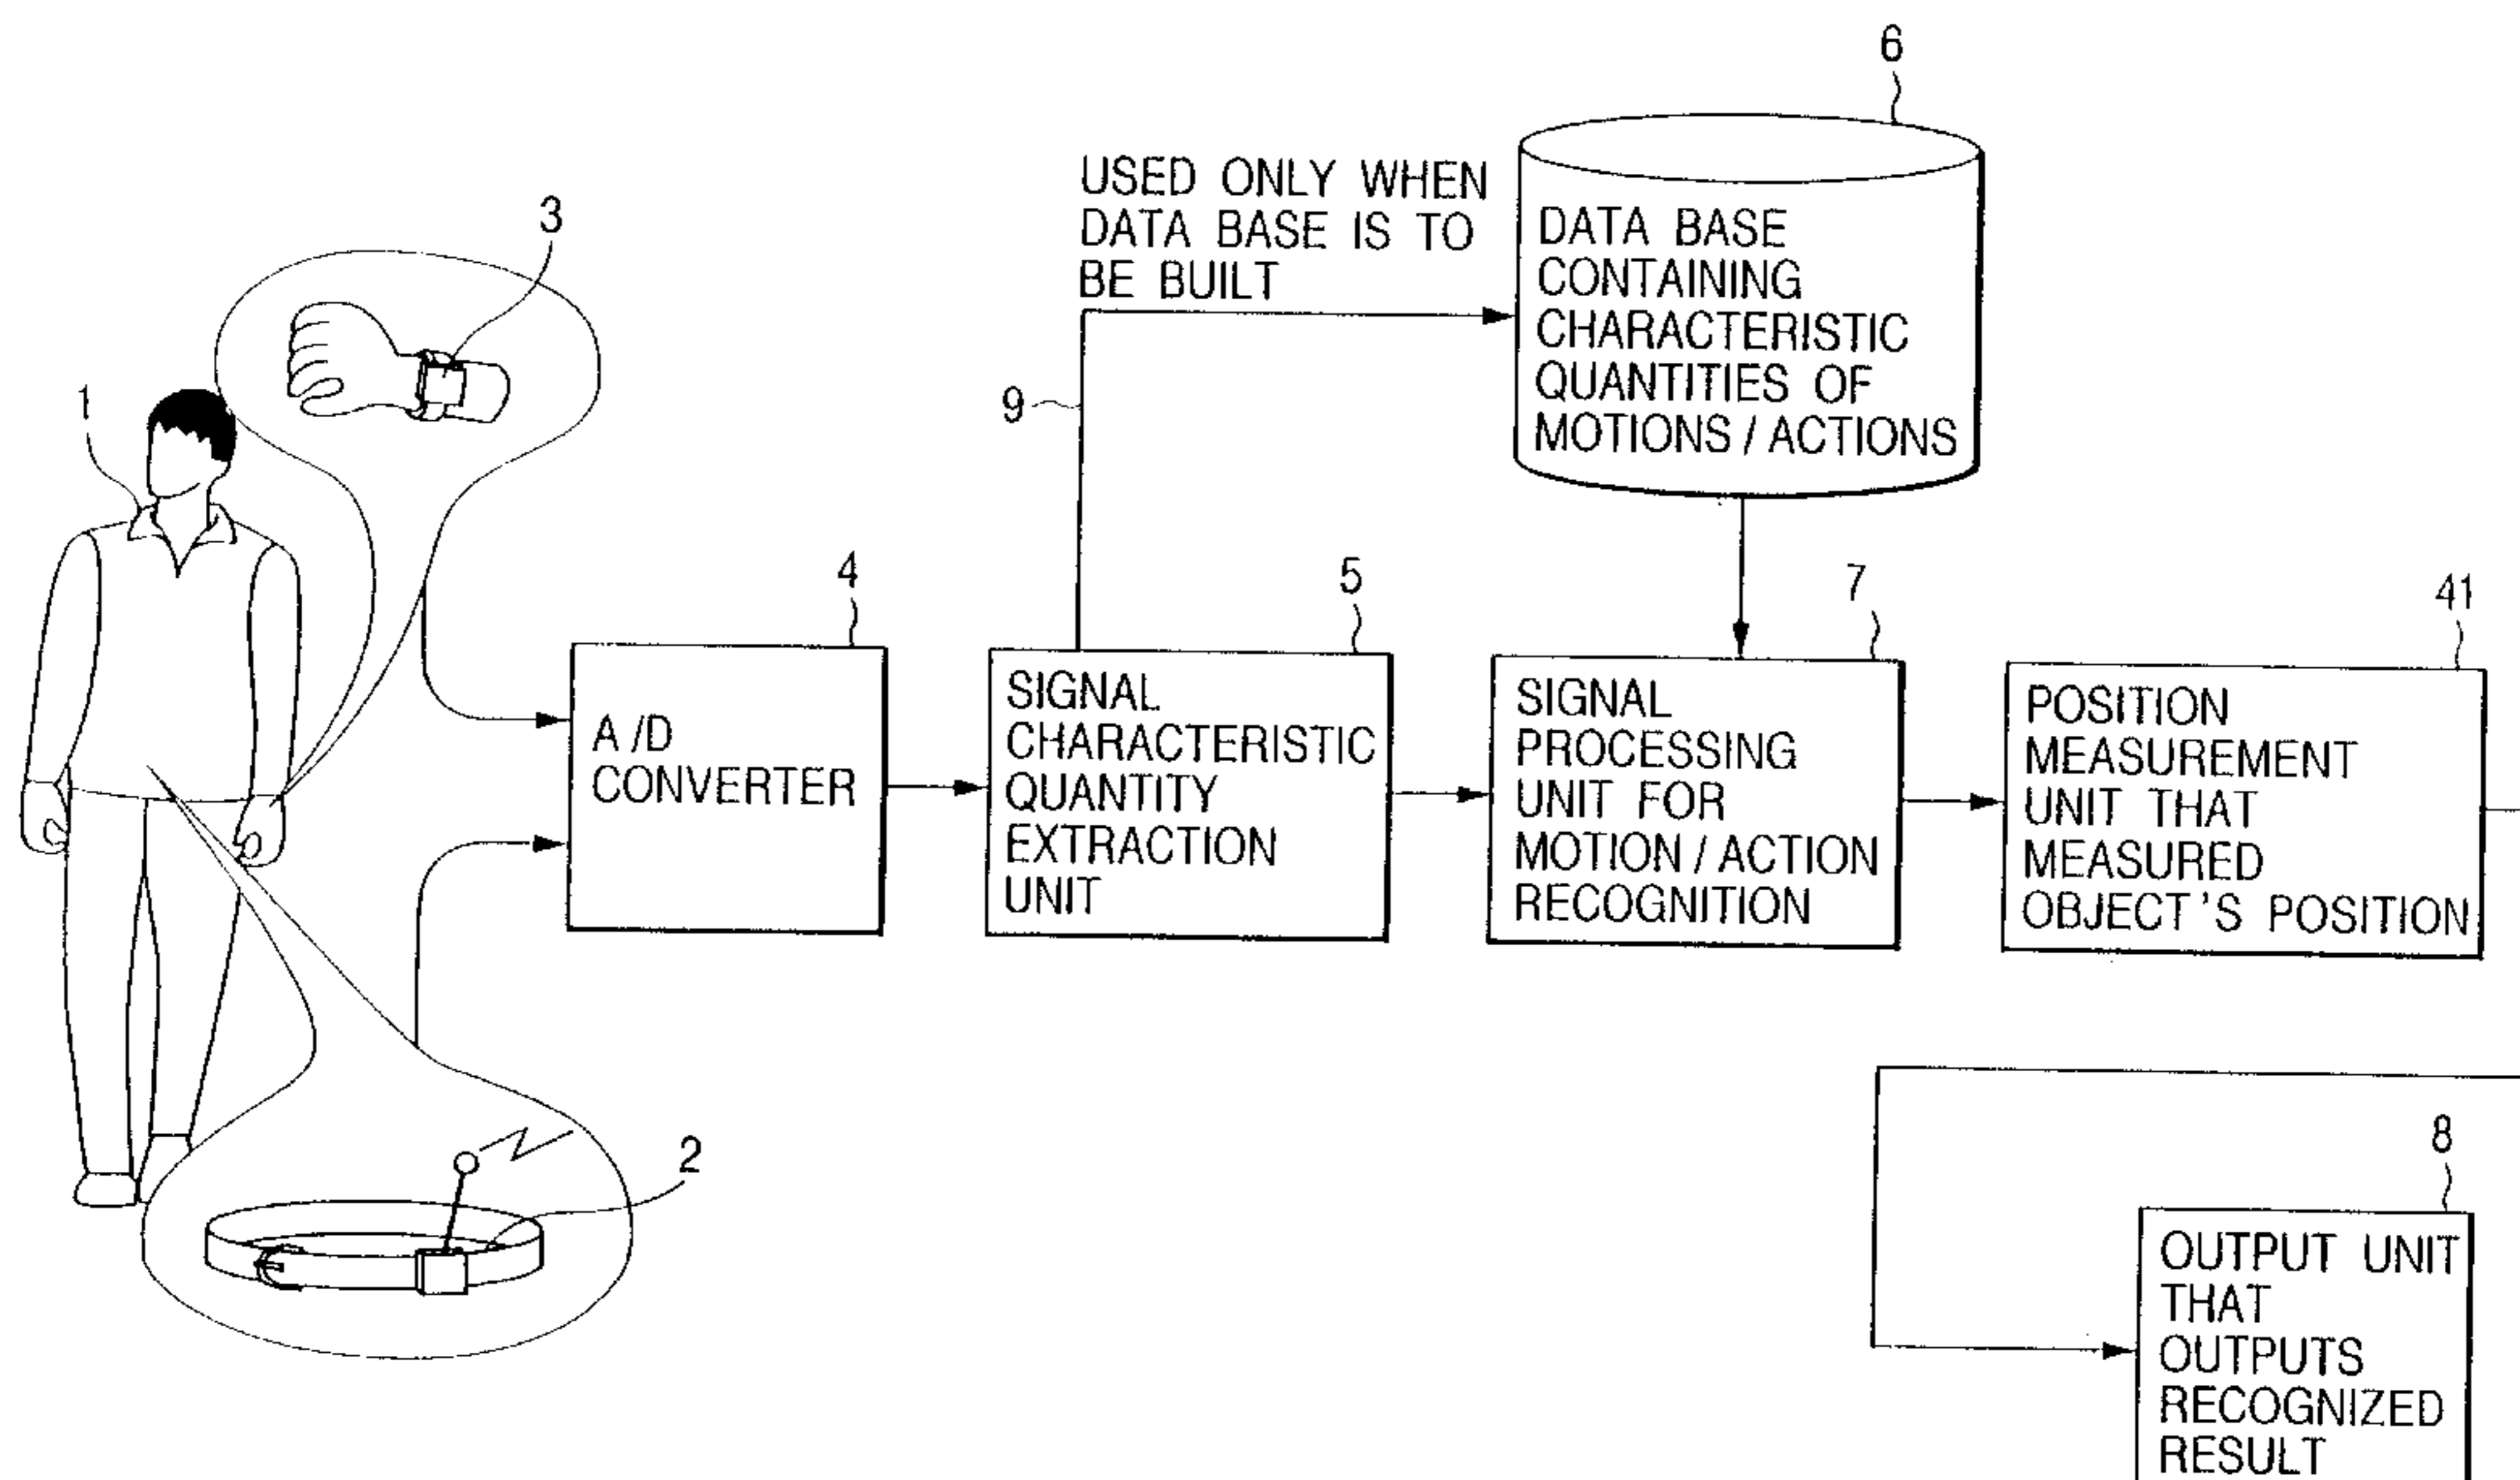 6
USED ONLY WHEN
DATA BASE IS TO
BE BUILT
DATA BASE
CONTAINING
CHARACTERISTIC
QUANTITIES OF
MOTIONS / ACTIONS
3
9
1
4
A/D
CONVERTER
5
SIGNAL
CHARACTERISTIC
QUANTITY
EXTRACTION
UNIT
7
SIGNAL
PROCESSING
UNIT FOR
MOTION / ACTION
RECOGNITION
41
POSITION
MEASUREMENT
UNIT THAT
MEASURED
OBJECT'S POSITION
2
8
OUTPUT UNIT
THAT
OUTPUTS
RECOGNIZED
RESULT